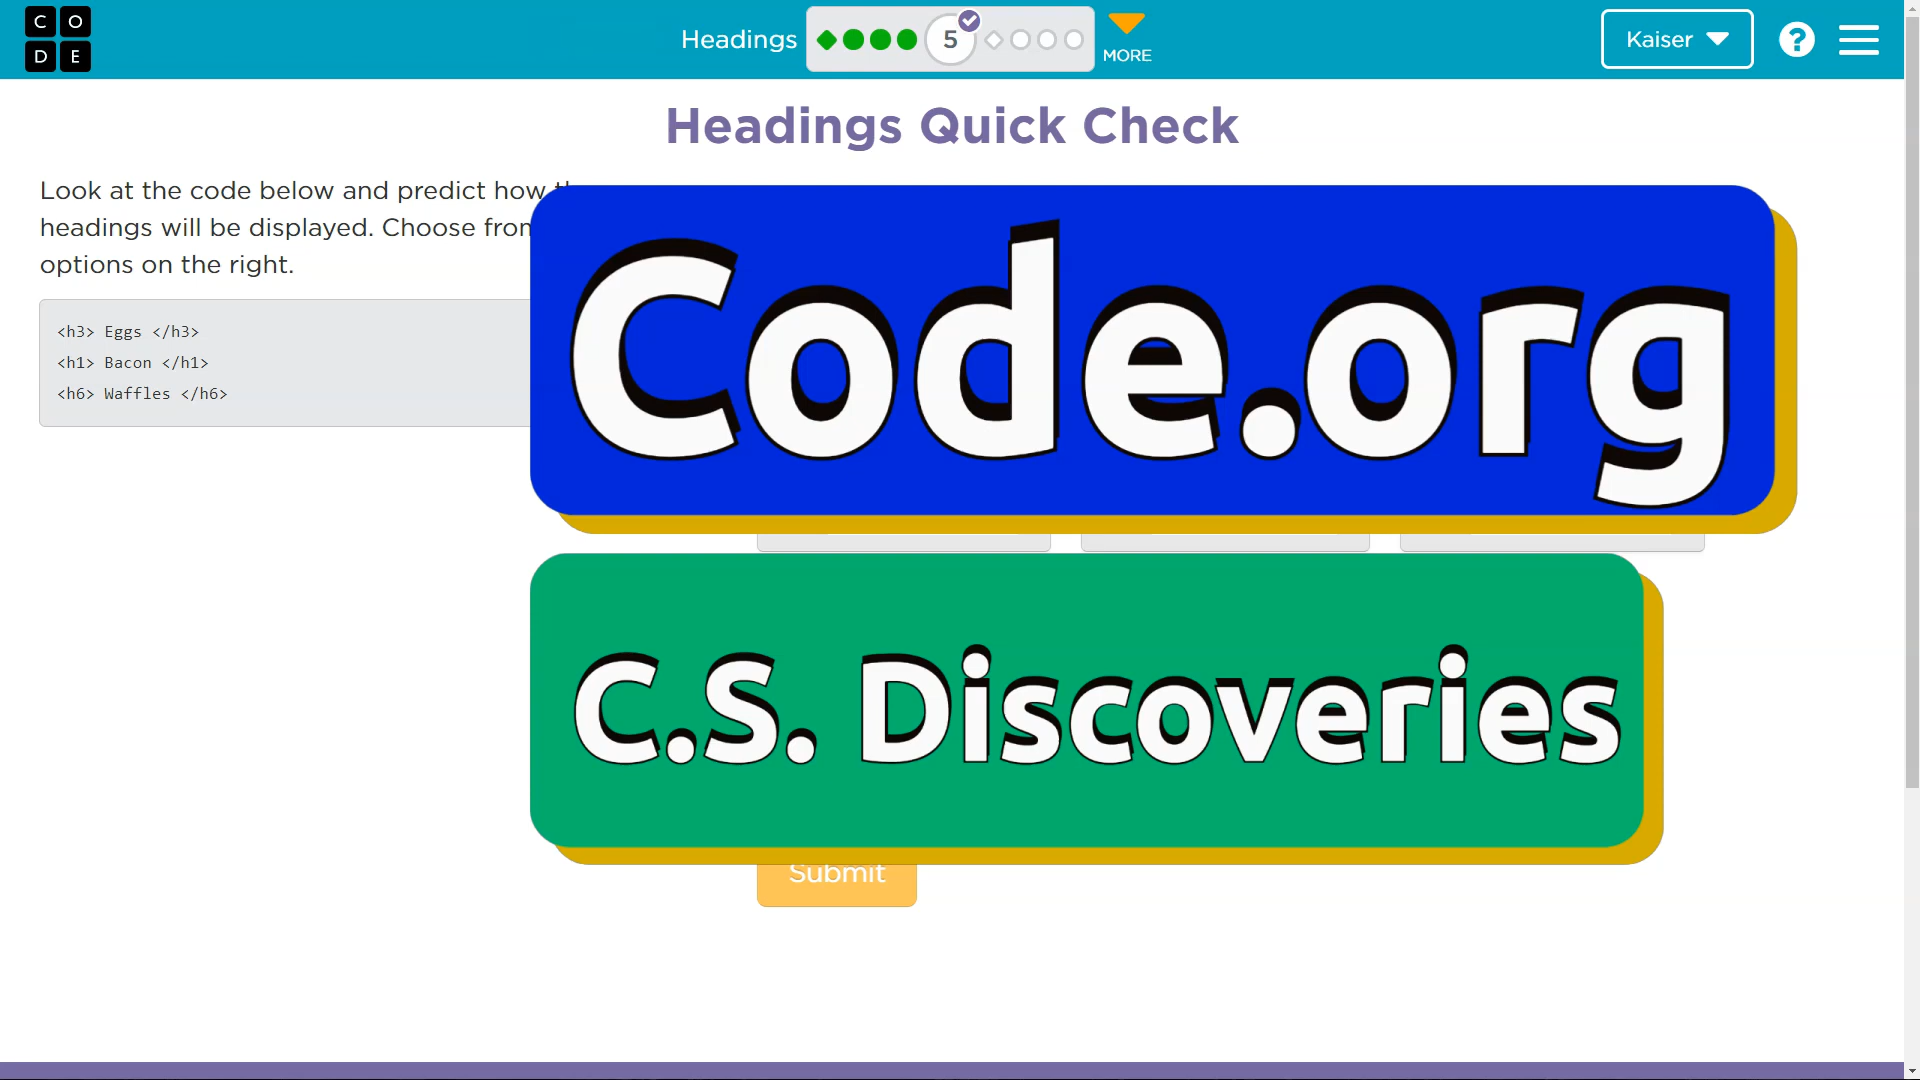 C O
D E
Headings
5
MORE
Kaiser
?
Headings Quick Check
Look at the code below and predict how
headings will be displayed. Choose from
options on the right.
<h3> Eggs </h3>
<h1> Bacon </h1>
<h6> Waffles </h6>
Code.org
C.S. Discoveries
Submit